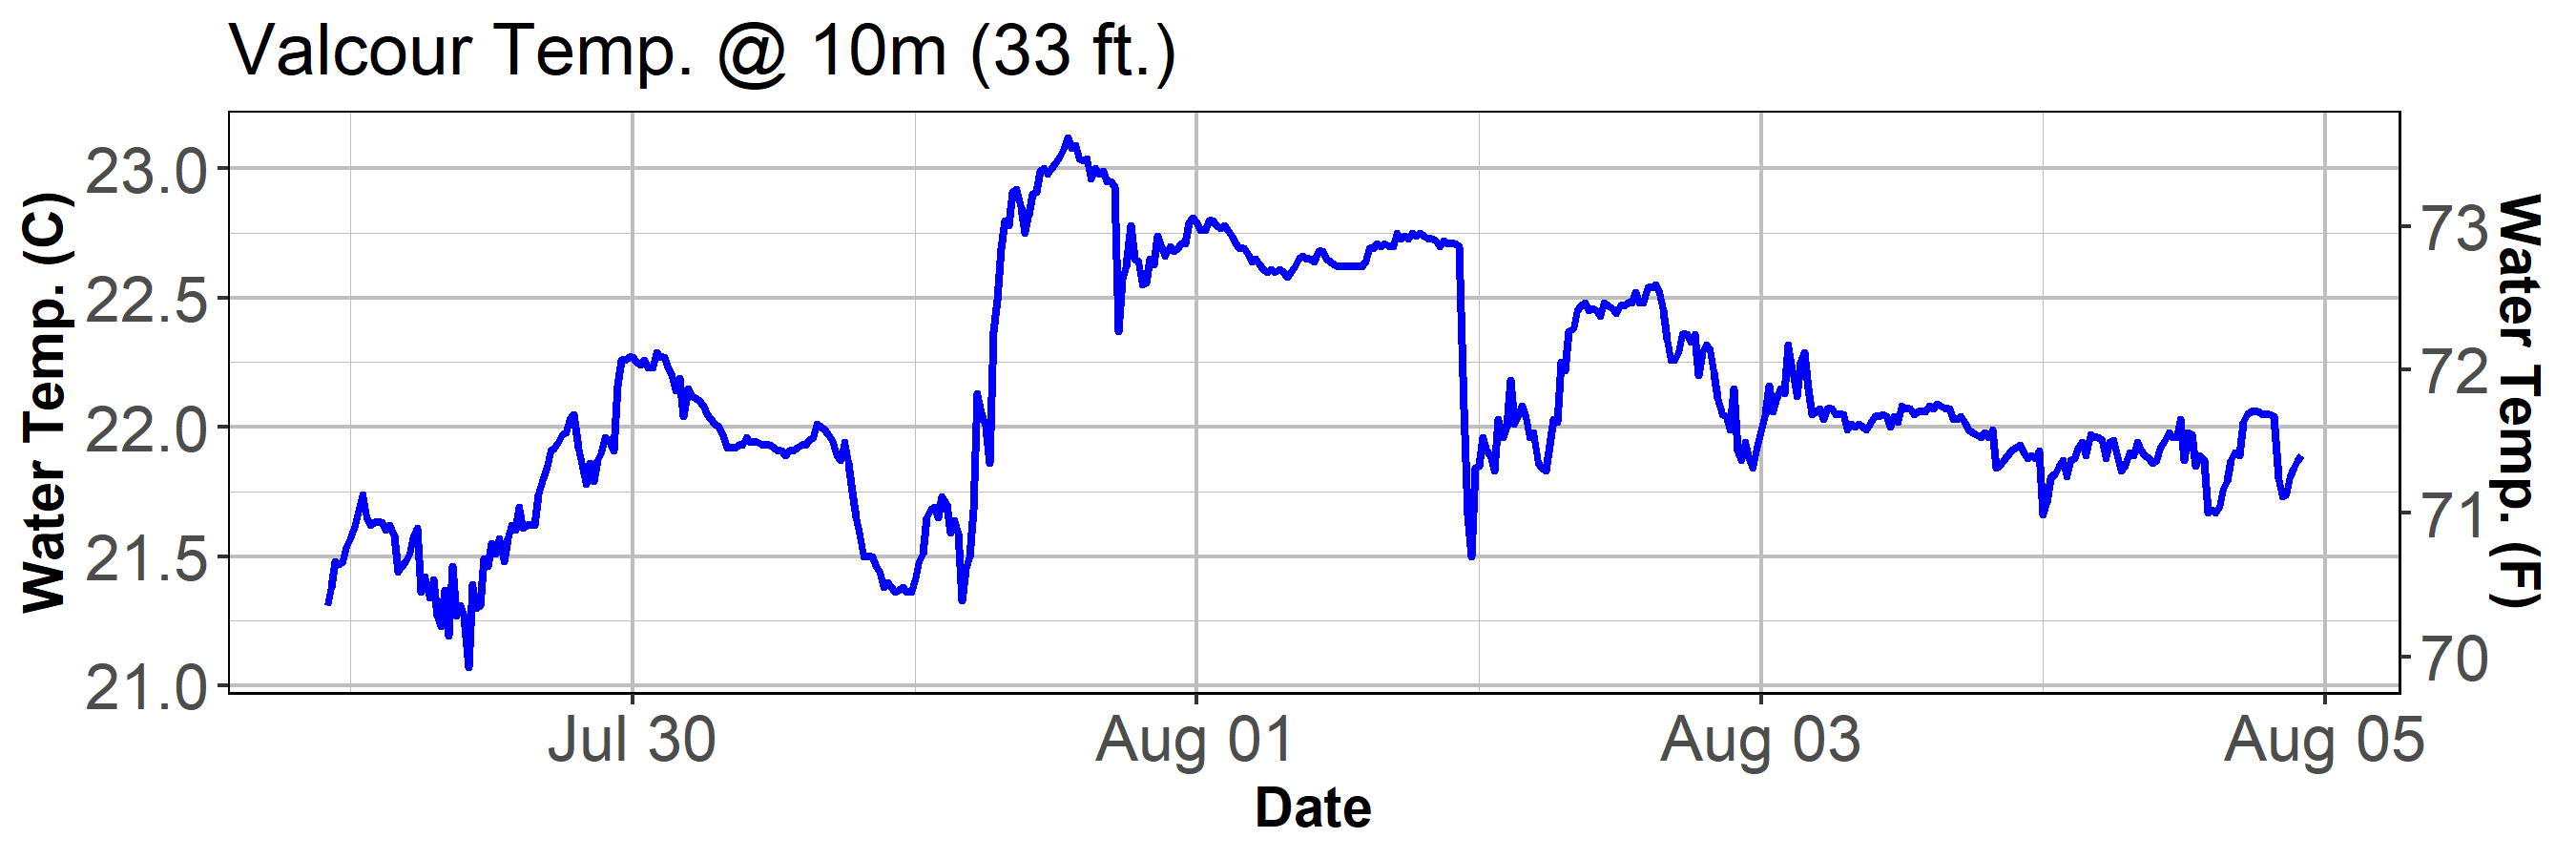 Valcour Temp. @ 10m (33 ft.)
Water Temp. (C)
23.0
22.5
22.0
21.5
21.0
73
72
71
70
Water Temp. (F)
Jul 30
Aug 01
Aug 03
Aug 05
Date